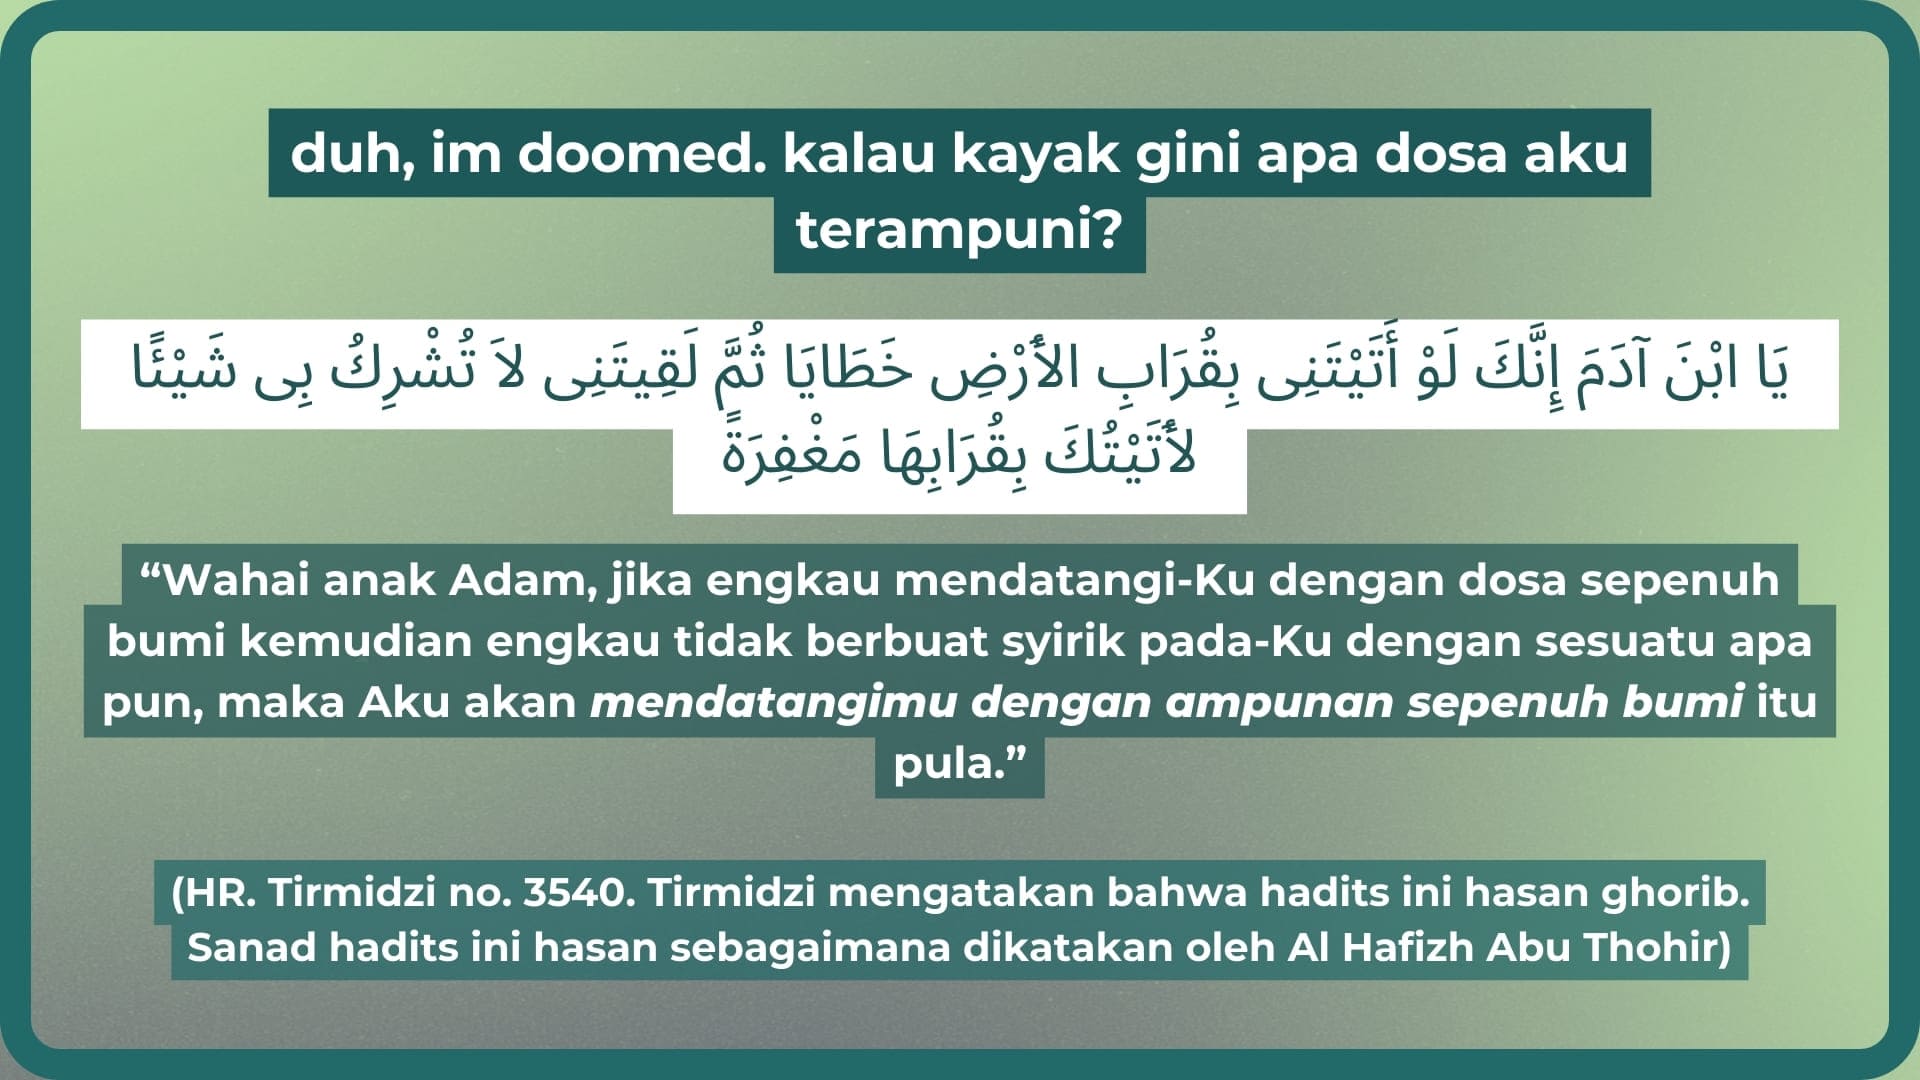 duh, im doomed. kalau kayak gini apa dosa aku
terampuni?
يَا ابْنَ آدَمَ إِنَّكَ لَوْ أَتَيْتَنِى بِقُرَابِ الأَرْضِ خَطَايَا ثُمَّ لَقِيتَنِى لاَ تُشْرِكُ بِى شَيْئًا
لأَتَيْتُكَ بِقُرَابِهَا مَغْفِرَةً
“Wahai anak Adam, jika engkau mendatangi-Ku dengan dosa sepenuh
bumi kemudian engkau tidak berbuat syirik pada-Ku dengan sesuatu apa
pun, maka Aku akan mendatangimu dengan ampunan sepenuh bumi itu
pula.”
(HR. Tirmidzi no. 3540. Tirmidzi mengatakan bahwa hadits ini hasan ghorib.
Sanad hadits ini hasan sebagaimana dikatakan oleh Al Hafizh Abu Thohir)